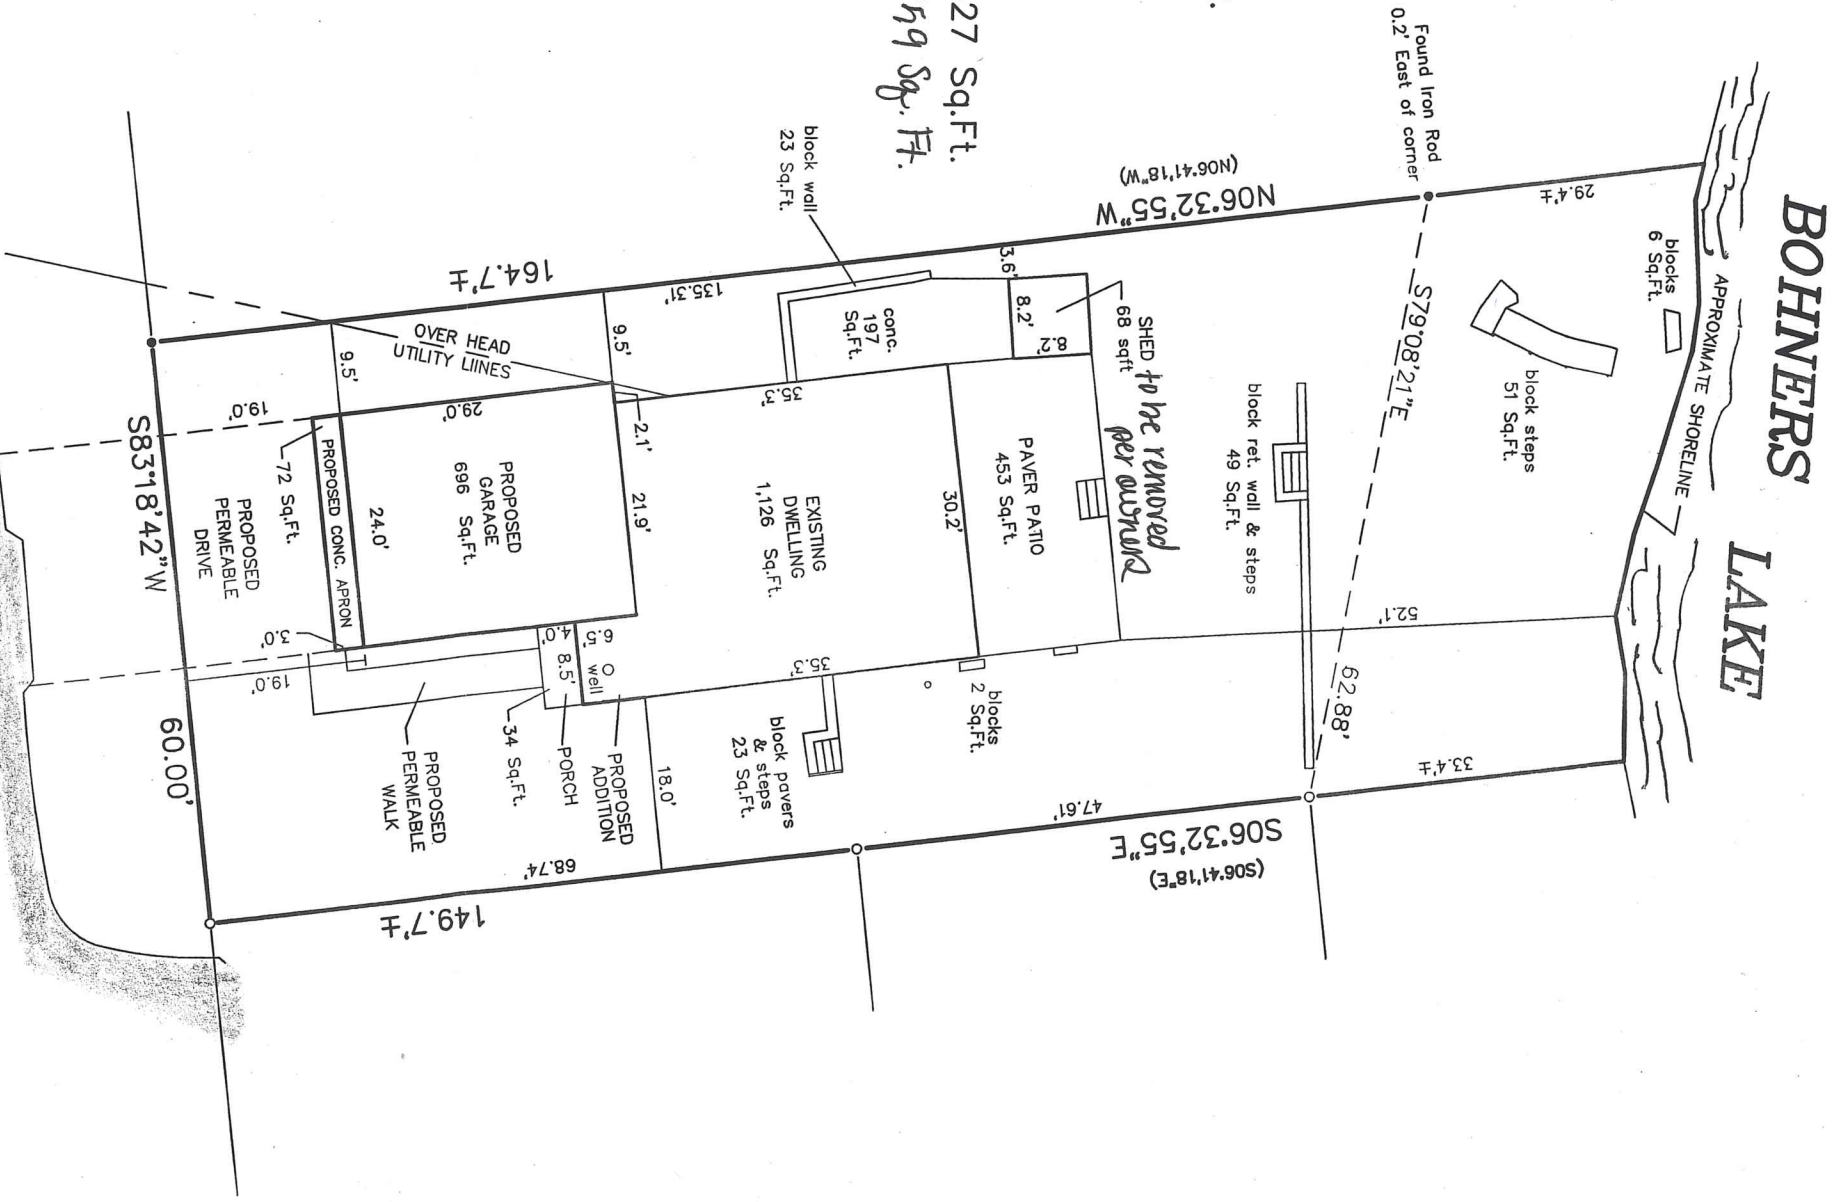 BOHNERS LAKE
APPROXIMATE SHORELINE
Found Iron Rod
0.2' East of corner
29.4'±
blocks
6 Sq.Ft.
block steps
51 Sq.Ft.
S79°08'21"E
62.88'
52.1'
33.4'±
N06°32'55"W
(N06°41'18"W)
block ret. wall & steps
49 Sq.Ft.
S06°32'55"E
(S06°41'18"E)
47.61'
SHED to be removed
68 sqft per owners
3.6'
8.2'
8.2'
27 Sq.Ft.
59 Sq. Ft.
block wall
23 Sq.Ft.
conc.
197
Sq.Ft.
PAVER PATIO
453 Sq.Ft.
30.2'
blocks
2 Sq.Ft.
164.7'±
135.31'
35.3'
EXISTING
DWELLING
1,126 Sq.Ft.
35.3'
block pavers
& steps
23 Sq.Ft.
9.5'
2.1'
21.9'
6.5'
well
PROPOSED
ADDITION
18.0'
OVER HEAD
UTILITY LIINES
9.5'
29.0'
PROPOSED
GARAGE
696 Sq.Ft.
24.0'
4.0'
8.5'
PORCH
34 Sq.Ft.
68.74'
149.7'±
PROPOSED CONC. APRON
72 Sq.Ft.
3.0'
19.0'
19.0'
PROPOSED
PERMEABLE
DRIVE
PROPOSED
PERMEABLE
WALK
S83°18'42"W
60.00'